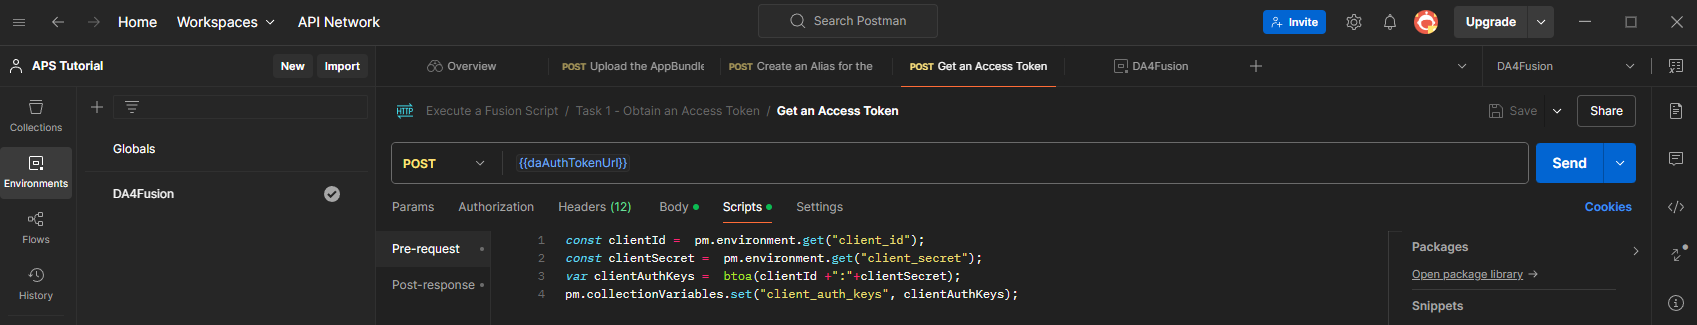 Home Workspaces API Network Search Postman Invite Upgrade
APS Tutorial New Import Overview POST Upload the AppBundle POST Create an Alias for the POST Get an Access Token DA4Fusion DA4Fusion
Collections
Environments
Flows
History
Globals
DA4Fusion
HTTP Execute a Fusion Script / Task 1 - Obtain an Access Token / Get an Access Token Save Share
POST {{daAuthTokenUrl}} Send
Params Authorization Headers (12) Body Scripts Settings Cookies
Pre-request
Post-response
1 const clientId = pm.environment.get("client_id");
2 const clientSecret = pm.environment.get("client_secret");
3 var clientAuthKeys = btoa(clientId +":"+clientSecret);
4 pm.collectionVariables.set("client_auth_keys", clientAuthKeys);
Packages
Open package library →
Snippets